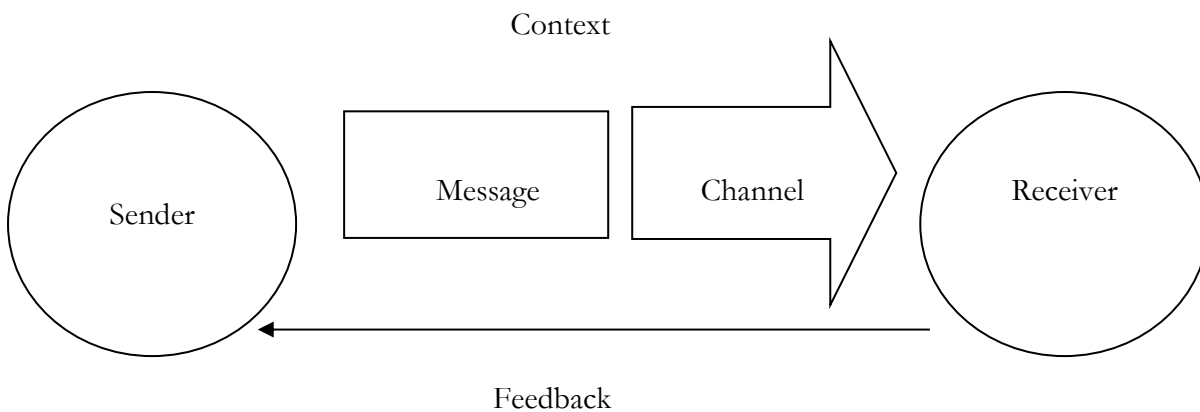 Context
Sender
Message
Channel
Receiver
Feedback